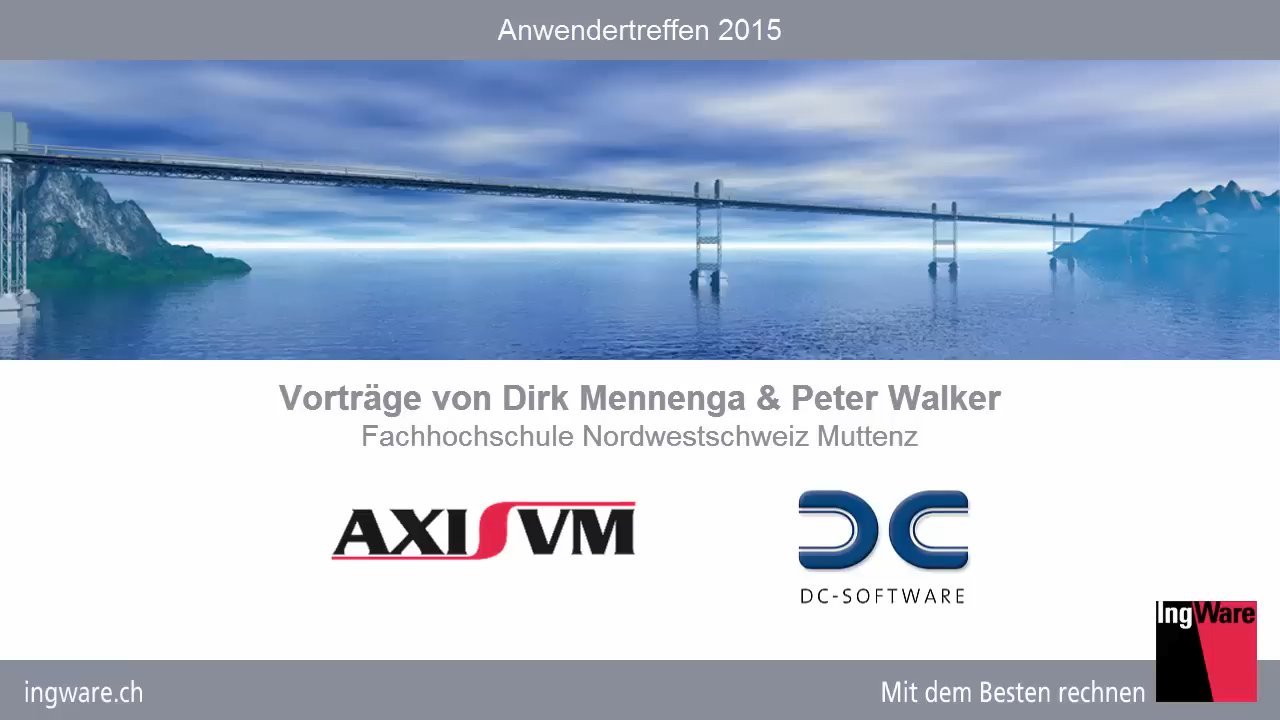 Anwendertreffen 2015
Vorträge von Dirk Mennenga & Peter Walker
Fachhochschule Nordwestschweiz Muttenz
AXISVM
DC
DC-SOFTWARE
IngWare
ingware.ch
Mit dem Besten rechnen